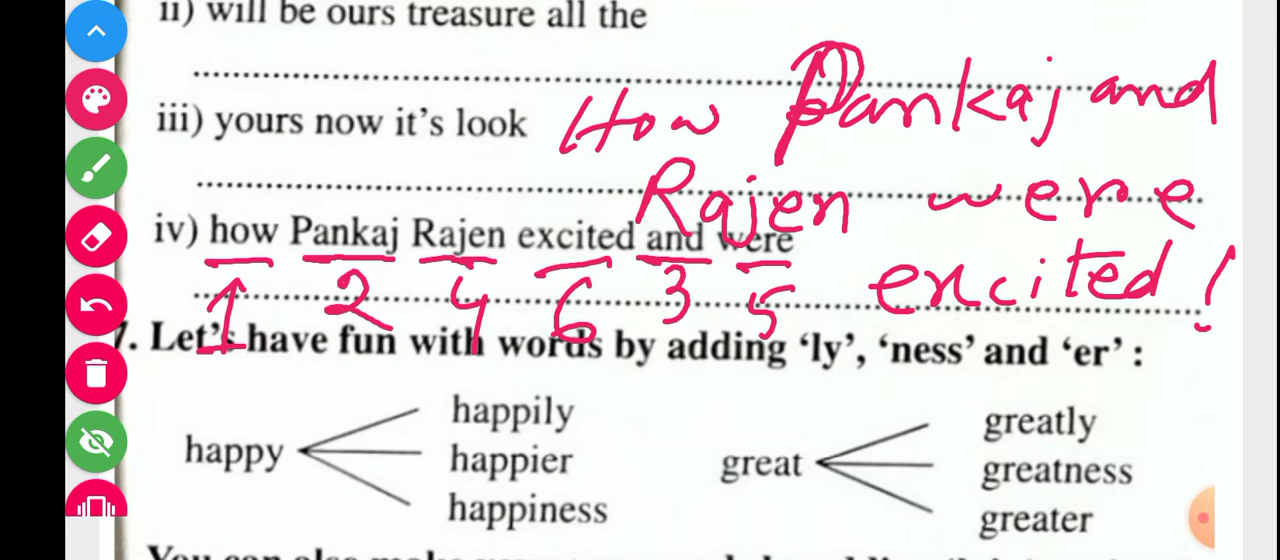 ii) will be ours treasure all the
iii) yours now it's look
How Pankaj and
Rajen were
excited!
iv) how Pankaj Rajen excited and were
1 2 4 6 3 5
7. Let's have fun with words by adding 'ly', 'ness' and 'er' :
happy
happily
happier
happiness
great
greatly
greatness
greater